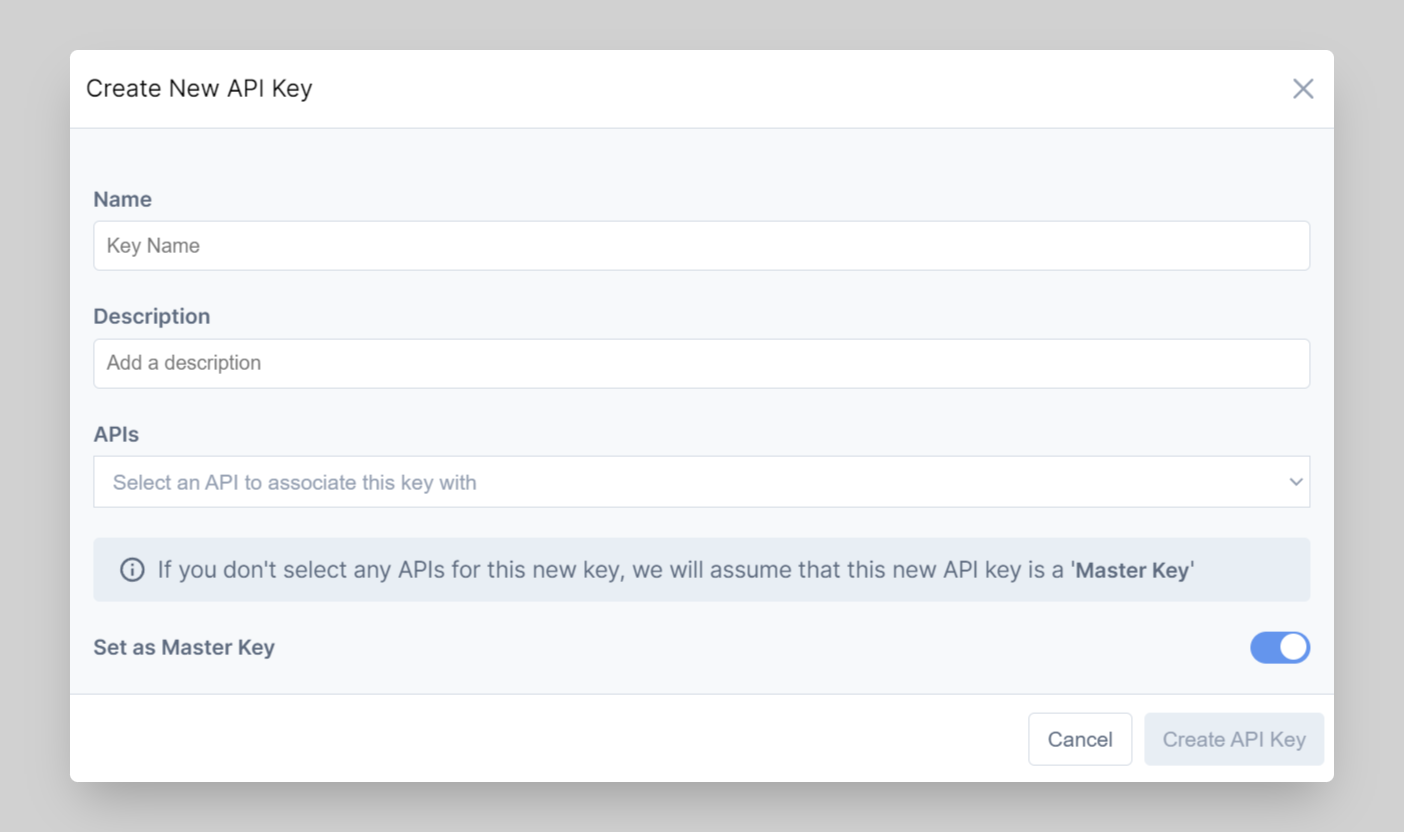 Create New API Key
Name
Key Name
Description
Add a description
APIs
Select an API to associate this key with
If you don't select any APIs for this new key, we will assume that this new API key is a 'Master Key'
Set as Master Key
Cancel
Create API Key